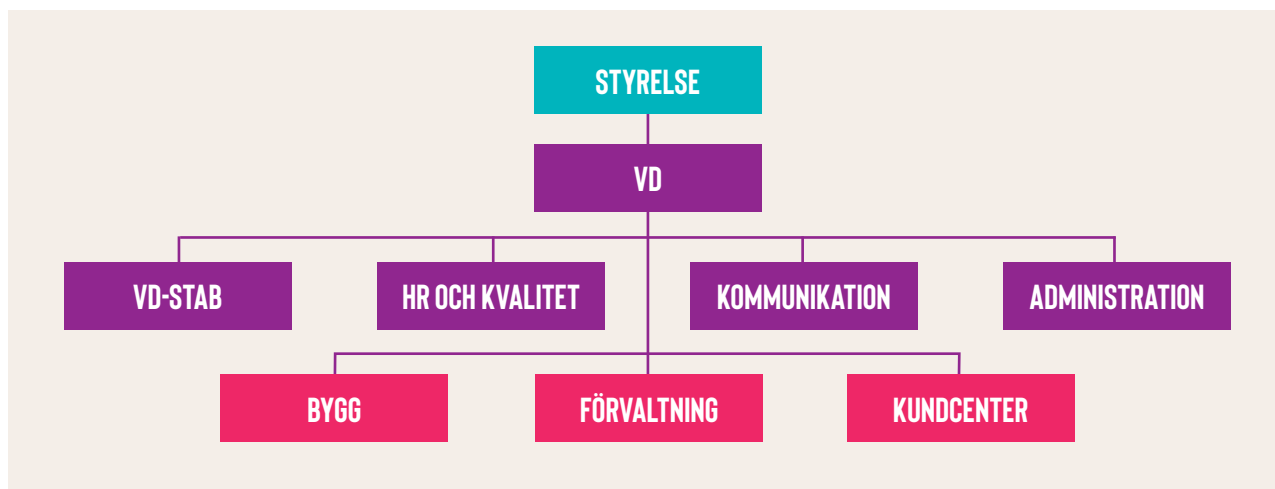 STYRELSE
VD
VD-STAB
HR OCH KVALITET
KOMMUNIKATION
ADMINISTRATION
BYGG
FÖRVALTNING
KUNDCENTER